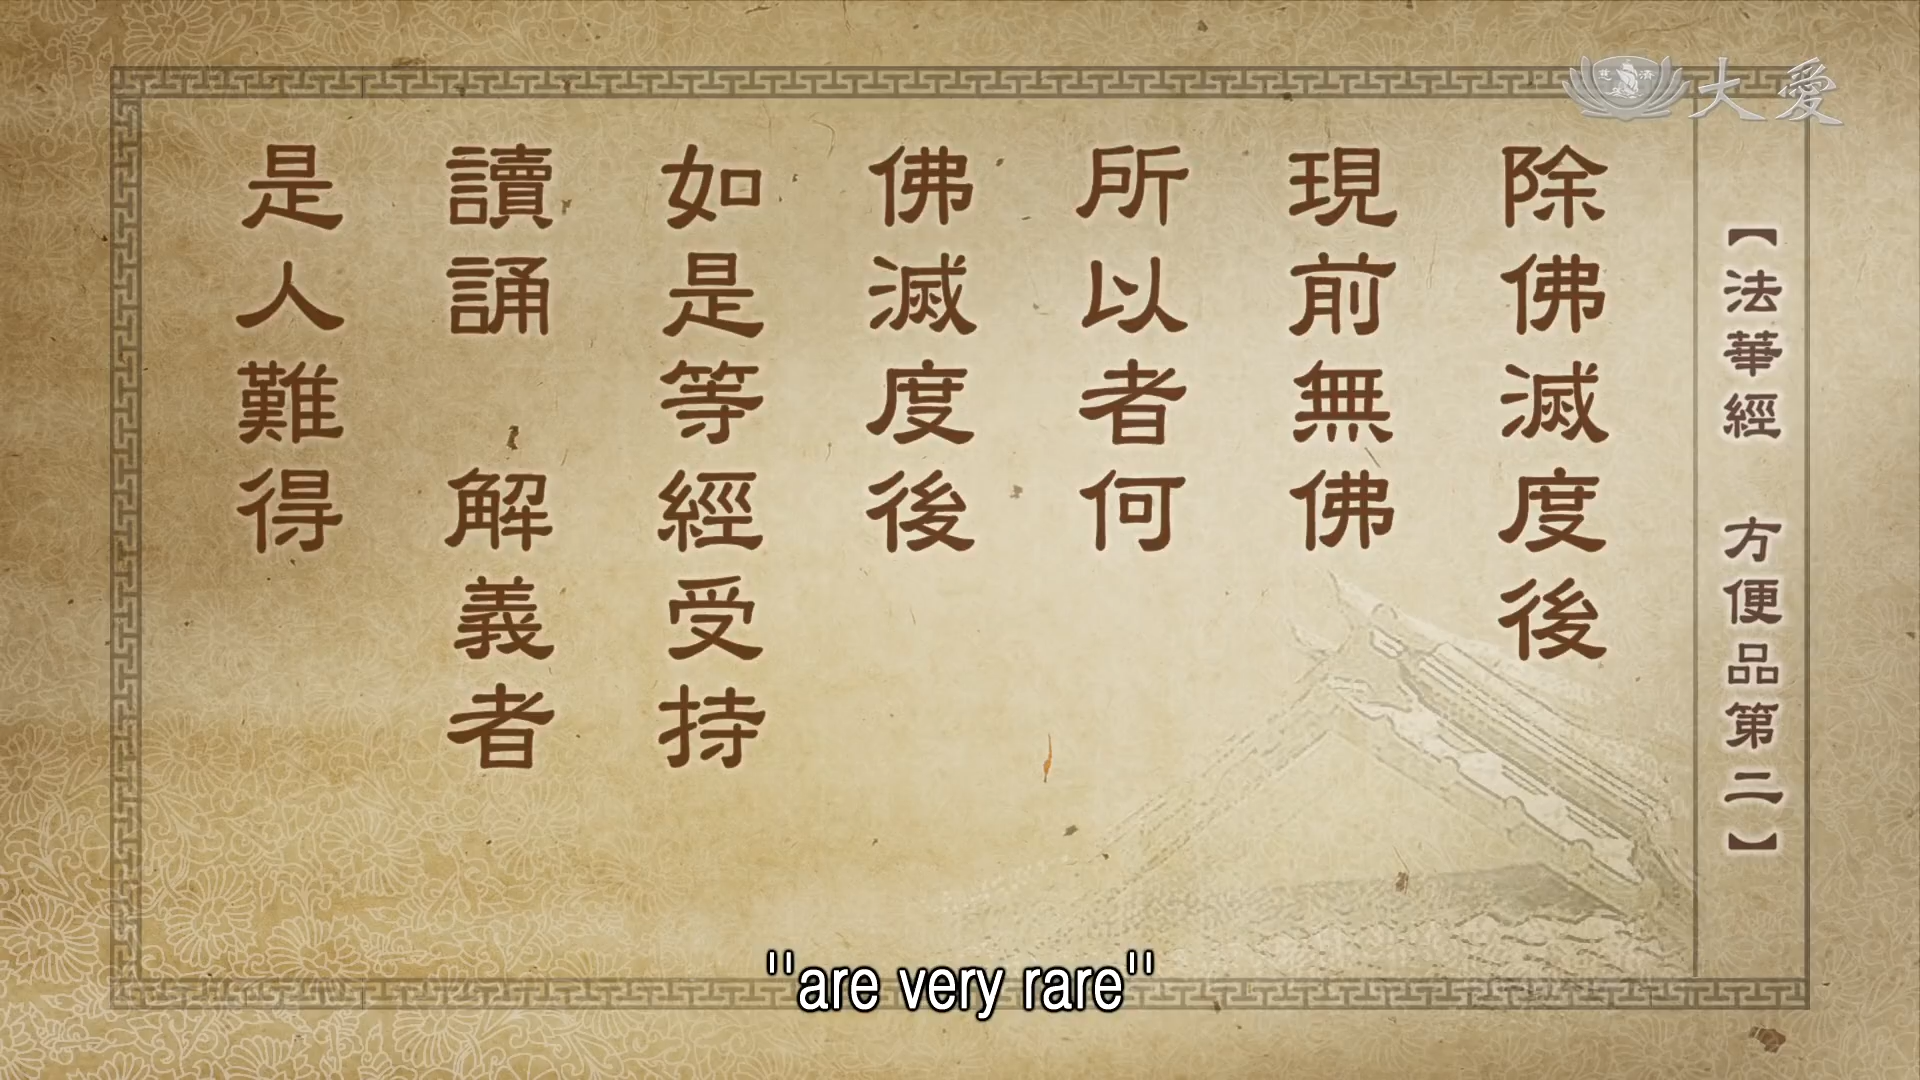 大愛
慈濟
【法華經 方便品第二】
除佛滅度後
現前無佛
所以者何
佛滅度後
如是等經受持
讀誦 解義者
是人難得
"are very rare"